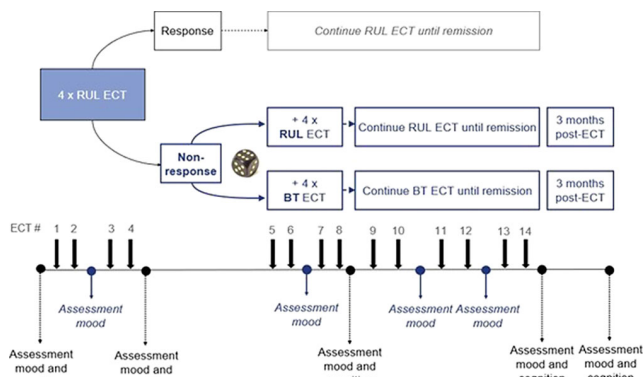 Response
Continue RUL ECT until remission
4 x RUL ECT
+ 4 x
RUL ECT
Continue RUL ECT until remission
3 months
post-ECT
Non-
response
+ 4 x
BT ECT
Continue BT ECT until remission
3 months
post-ECT
ECT # 1 2 3 4 5 6 7 8 9 10 11 12 13 14
Assessment
mood
Assessment
mood
Assessment
mood
Assessment
mood
Assessment
mood and
Assessment
mood and
Assessment
mood and
Assessment
mood and
Assessment
mood and